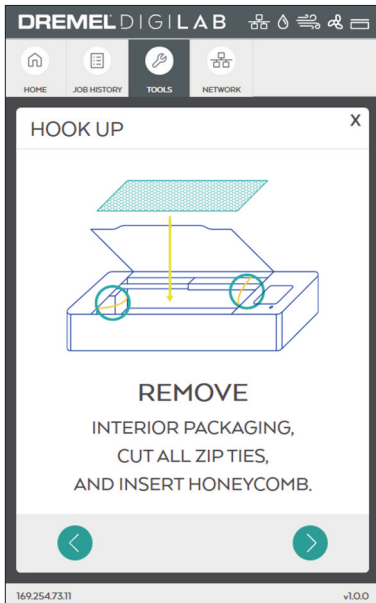 DREMEL DIGILAB
HOME JOB HISTORY TOOLS NETWORK
HOOK UP X
REMOVE
INTERIOR PACKAGING,
CUT ALL ZIP TIES,
AND INSERT HONEYCOMB.
169.254.73.11 v1.0.0